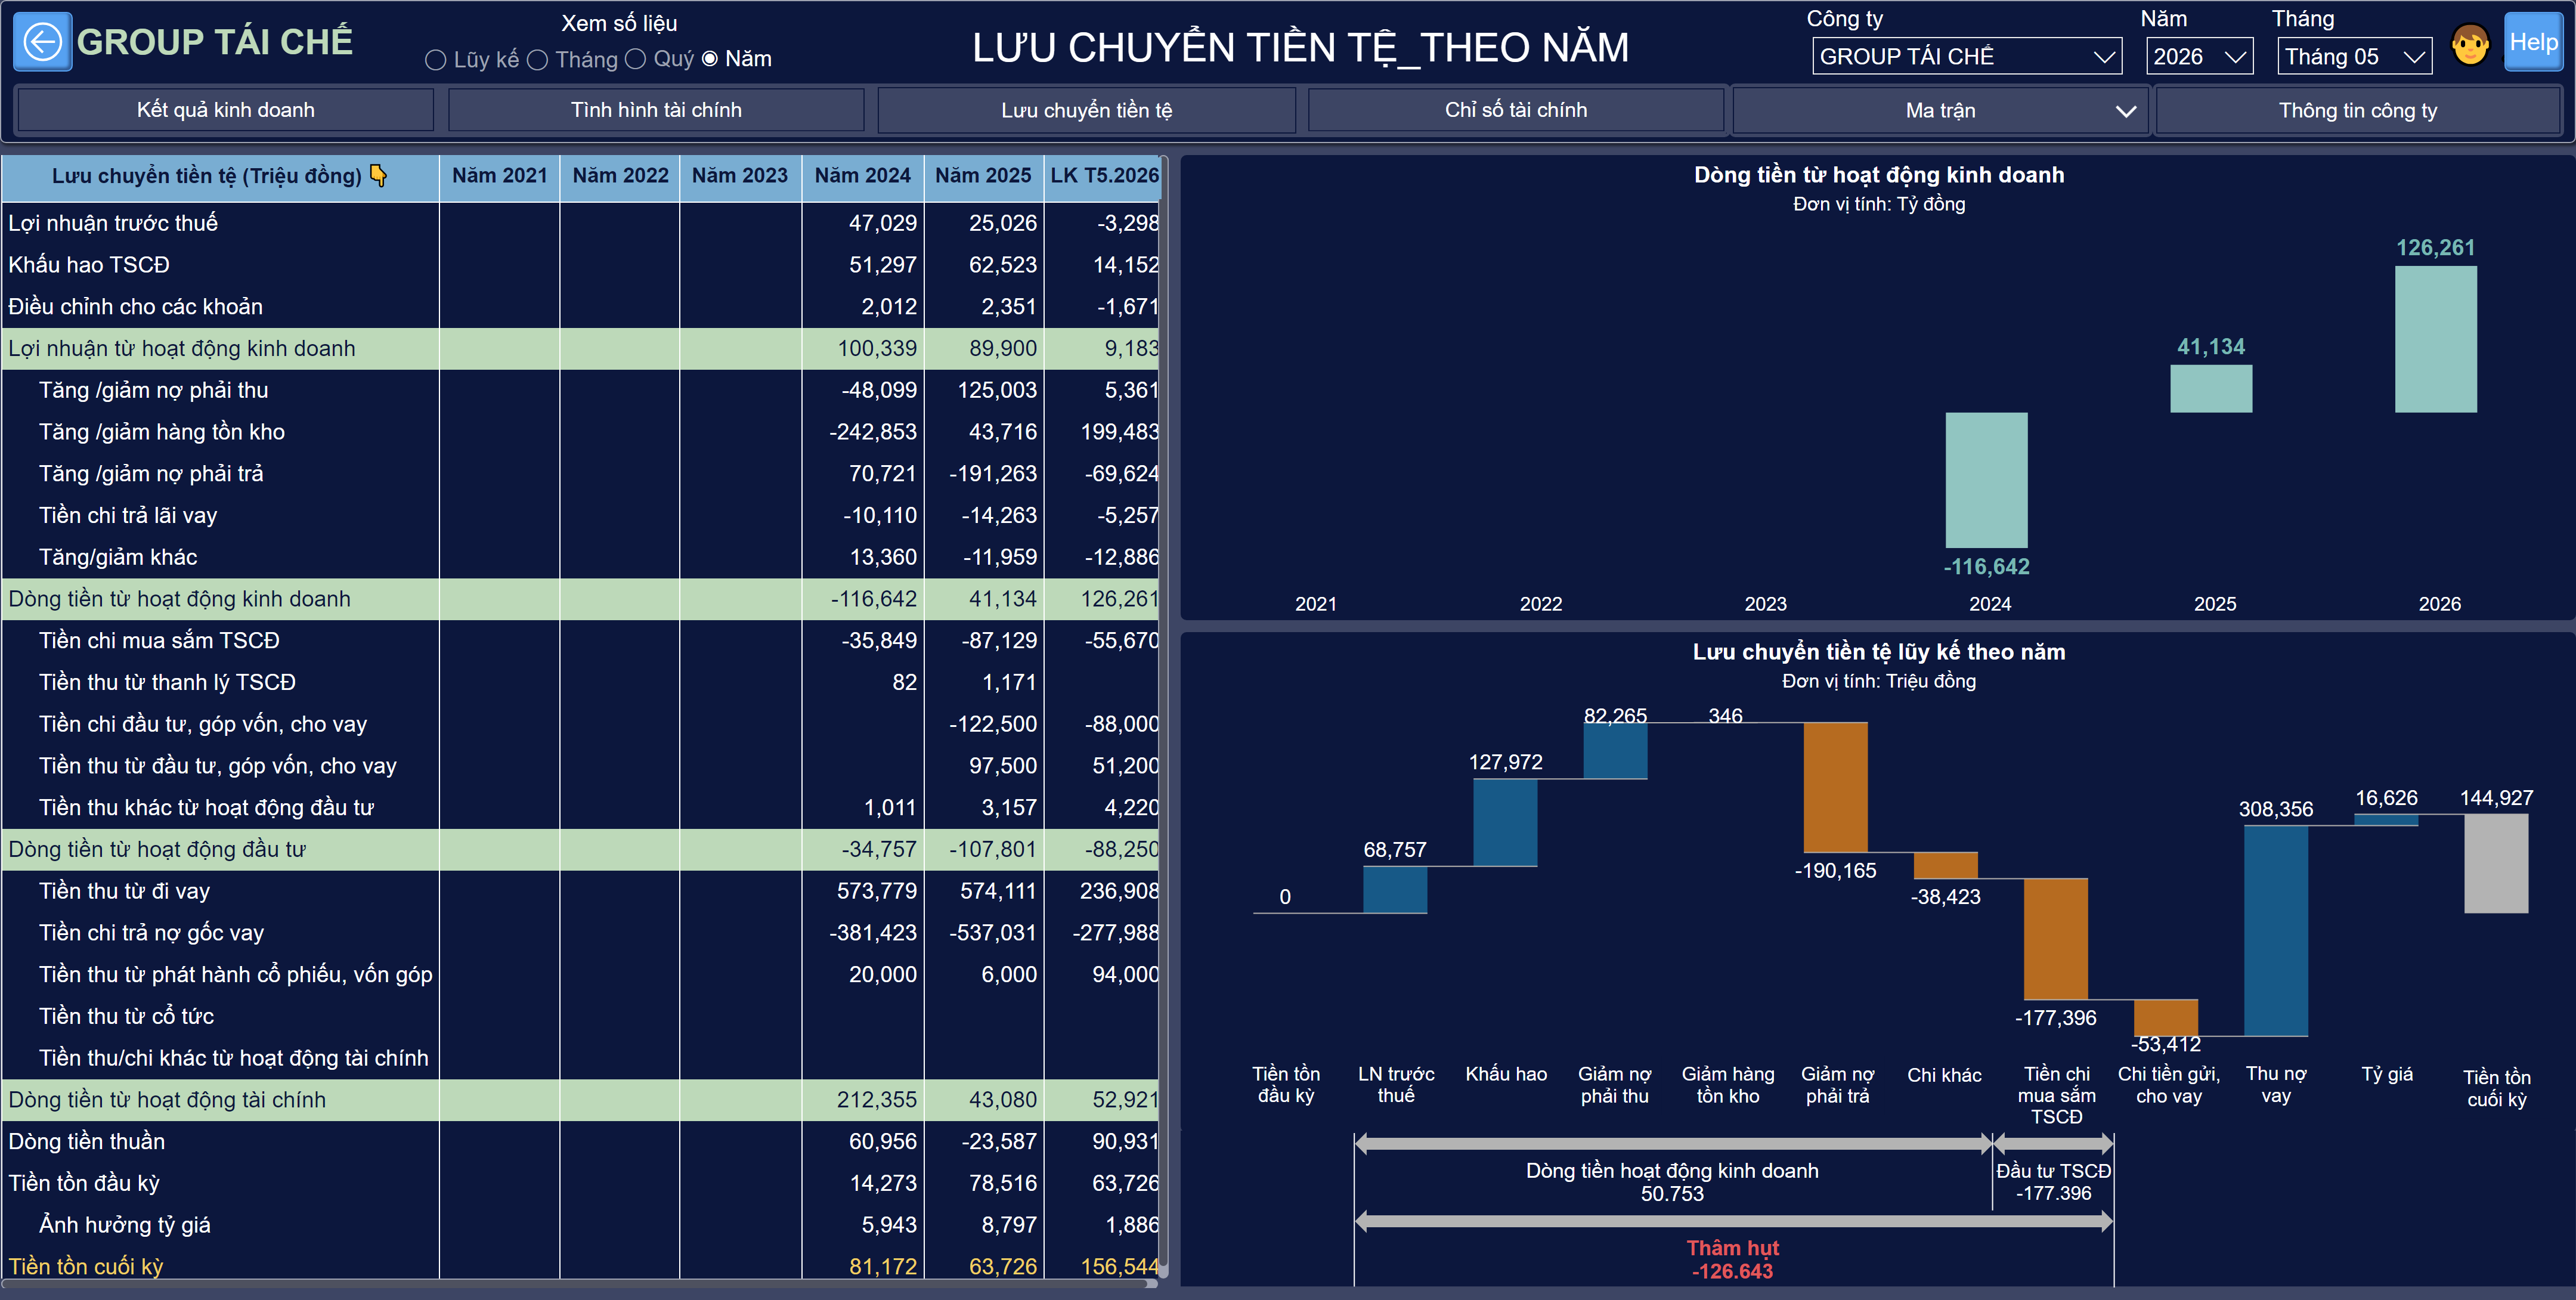 GROUP TÁI CHẾ
Xem số liệu
Lũy kế Tháng Quý Năm
LƯU CHUYỂN TIỀN TỆ_THEO NĂM
Công ty Năm Tháng
GROUP TÁI CHẾ 2026 Tháng 05
Help
Kết quả kinh doanh Tình hình tài chính Lưu chuyển tiền tệ Chỉ số tài chính Ma trận Thông tin công ty
Lưu chuyển tiền tệ (Triệu đồng) Năm 2021 Năm 2022 Năm 2023 Năm 2024 Năm 2025 LK T5.2026
Lợi nhuận trước thuế 47,029 25,026 -3,298
Khấu hao TSCĐ 51,297 62,523 14,152
Điều chỉnh cho các khoản 2,012 2,351 -1,671
Lợi nhuận từ hoạt động kinh doanh 100,339 89,900 9,183
Tăng /giảm nợ phải thu -48,099 125,003 5,361
Tăng /giảm hàng tồn kho -242,853 43,716 199,483
Tăng /giảm nợ phải trả 70,721 -191,263 -69,624
Tiền chi trả lãi vay -10,110 -14,263 -5,257
Tăng/giảm khác 13,360 -11,959 -12,886
Dòng tiền từ hoạt động kinh doanh -116,642 41,134 126,261
Tiền chi mua sắm TSCĐ -35,849 -87,129 -55,670
Tiền thu từ thanh lý TSCĐ 82 1,171
Tiền chi đầu tư, góp vốn, cho vay -122,500 -88,000
Tiền thu từ đầu tư, góp vốn, cho vay 97,500 51,200
Tiền thu khác từ hoạt động đầu tư 1,011 3,157 4,220
Dòng tiền từ hoạt động đầu tư -34,757 -107,801 -88,250
Tiền thu từ đi vay 573,779 574,111 236,908
Tiền chi trả nợ gốc vay -381,423 -537,031 -277,988
Tiền thu từ phát hành cổ phiếu, vốn góp 20,000 6,000 94,000
Tiền thu từ cổ tức
Tiền thu/chi khác từ hoạt động tài chính
Dòng tiền từ hoạt động tài chính 212,355 43,080 52,921
Dòng tiền thuần 60,956 -23,587 90,931
Tiền tồn đầu kỳ 14,273 78,516 63,726
Ảnh hưởng tỷ giá 5,943 8,797 1,886
Tiền tồn cuối kỳ 81,172 63,726 156,544
Dòng tiền từ hoạt động kinh doanh
Đơn vị tính: Tỷ đồng
126,261
41,134
-116,642
2021 2022 2023 2024 2025 2026
Lưu chuyển tiền tệ lũy kế theo năm
Đơn vị tính: Triệu đồng
0 68,757 127,972 82,265 346 -190,165 -38,423 -177,396 -53,412 308,356 16,626 144,927
Tiền tồn LN trước Khấu hao Giảm nợ Giảm hàng Giảm nợ Chi khác Tiền chi Chi tiền gửi, Thu nợ Tỷ giá Tiền tồn
đầu kỳ thuế phải thu tồn kho phải trả mua sắm cho vay vay cuối kỳ
TSCĐ
Dòng tiền hoạt động kinh doanh Đầu tư TSCĐ
50.753 -177.396
Thâm hụt
-126.643